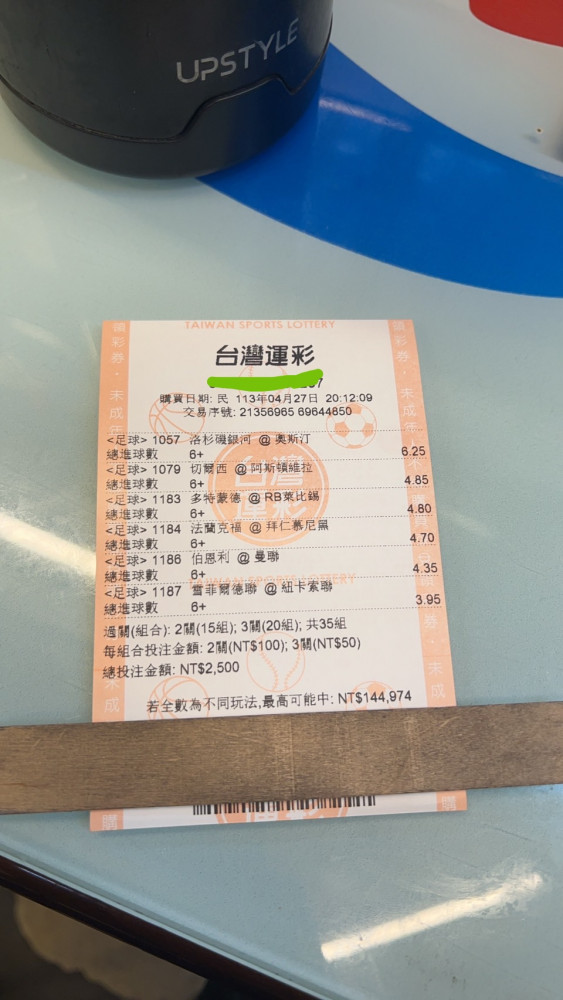 UPSTYLE
TAIWAN SPORTS LOTTERY
台灣運彩
購買日期: 民 113年04月27日 20:12:09
交易序號: 21356965 69644850
<足球> 1057 洛杉磯銀河 @ 奧斯汀
總進球數 6+ 6.25
<足球> 1079 切爾西 @ 阿斯頓維拉
總進球數 6+ 4.85
<足球> 1183 多特蒙德 @ RB萊比錫
總進球數 6+ 4.80
<足球> 1184 法蘭克福 @ 拜仁慕尼黑
總進球數 6+ 4.70
<足球> 1186 伯恩利 @ 曼聯
總進球數 6+ 4.35
<足球> 1187 雪菲爾德聯 @ 紐卡索聯
總進球數 6+ 3.95
過關(組合): 2關(15組); 3關(20組); 共35組
每組合投注金額: 2關(NT$100); 3關(NT$50)
總投注金額: NT$2,500
若全數為不同玩法,最高可能中: NT$144,974
台灣運彩
TAIWAN SPORTS LOTTERY